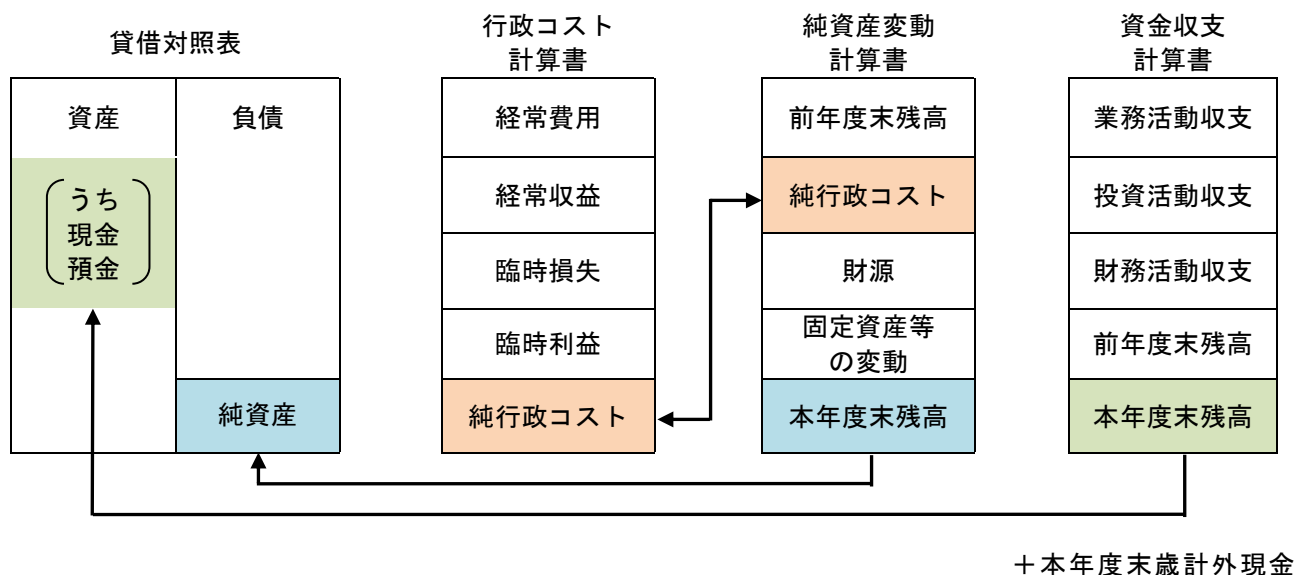 貸借対照表
資産
負債
うち
現金
預金
純資産
行政コスト
計算書
経常費用
経常収益
臨時損失
臨時利益
純行政コスト
純資産変動
計算書
前年度末残高
純行政コスト
財源
固定資産等
の変動
本年度末残高
資金収支
計算書
業務活動収支
投資活動収支
財務活動収支
前年度末残高
本年度末残高
＋本年度末歳計外現金